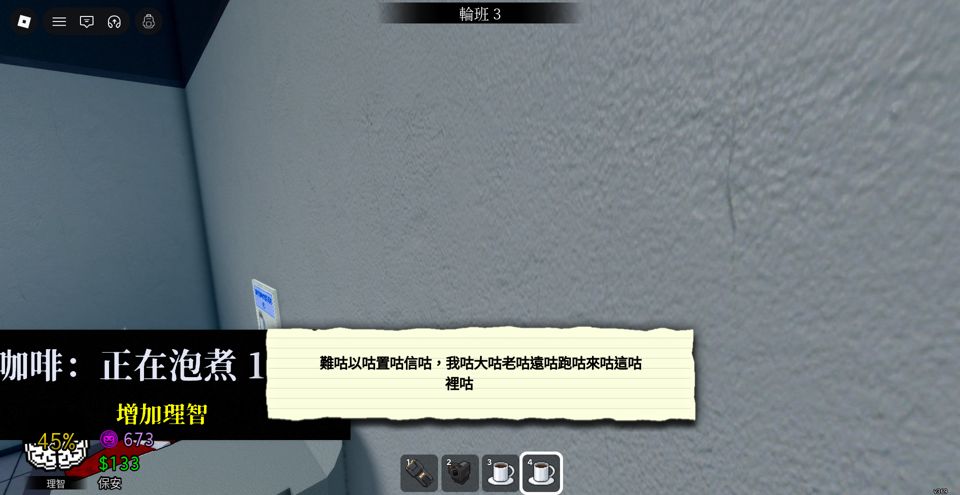 輪班 3
難咕以咕置咕信咕，我咕大咕老咕遠咕跑咕來咕這咕
裡咕
咖啡：正在泡煮 1
增加理智
45%
673
$133
理智
保安
1
2
3
4